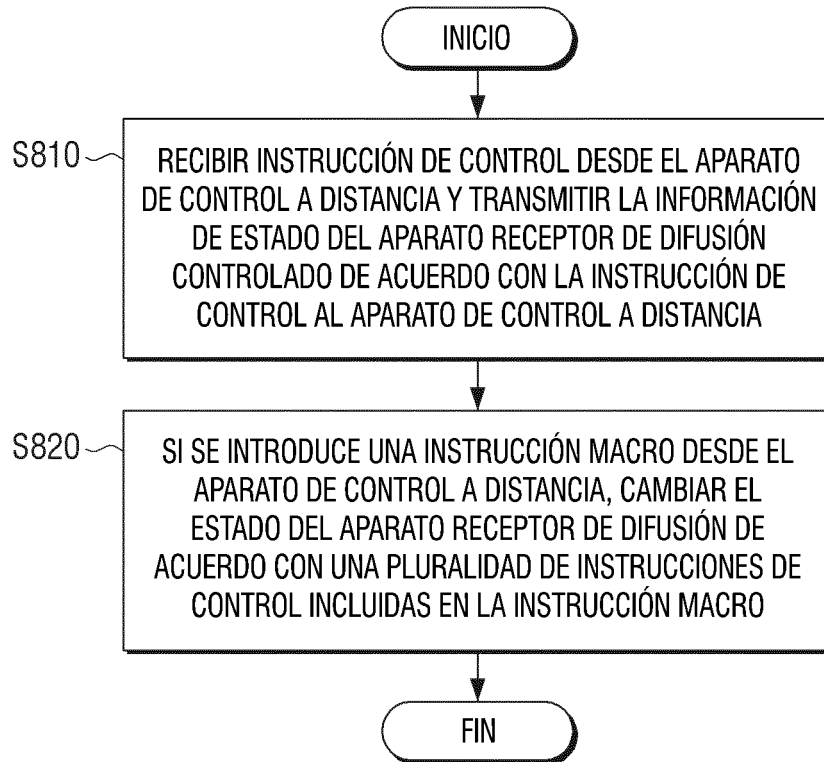 INICIO
S810
RECIBIR INSTRUCCIÓN DE CONTROL DESDE EL APARATO
DE CONTROL A DISTANCIA Y TRANSMITIR LA INFORMACIÓN
DE ESTADO DEL APARATO RECEPTOR DE DIFUSIÓN
CONTROLADO DE ACUERDO CON LA INSTRUCCIÓN DE
CONTROL AL APARATO DE CONTROL A DISTANCIA
S820
SI SE INTRODUCE UNA INSTRUCCIÓN MACRO DESDE EL
APARATO DE CONTROL A DISTANCIA, CAMBIAR EL
ESTADO DEL APARATO RECEPTOR DE DIFUSIÓN DE
ACUERDO CON UNA PLURALIDAD DE INSTRUCCIONES DE
CONTROL INCLUIDAS EN LA INSTRUCCIÓN MACRO
FIN